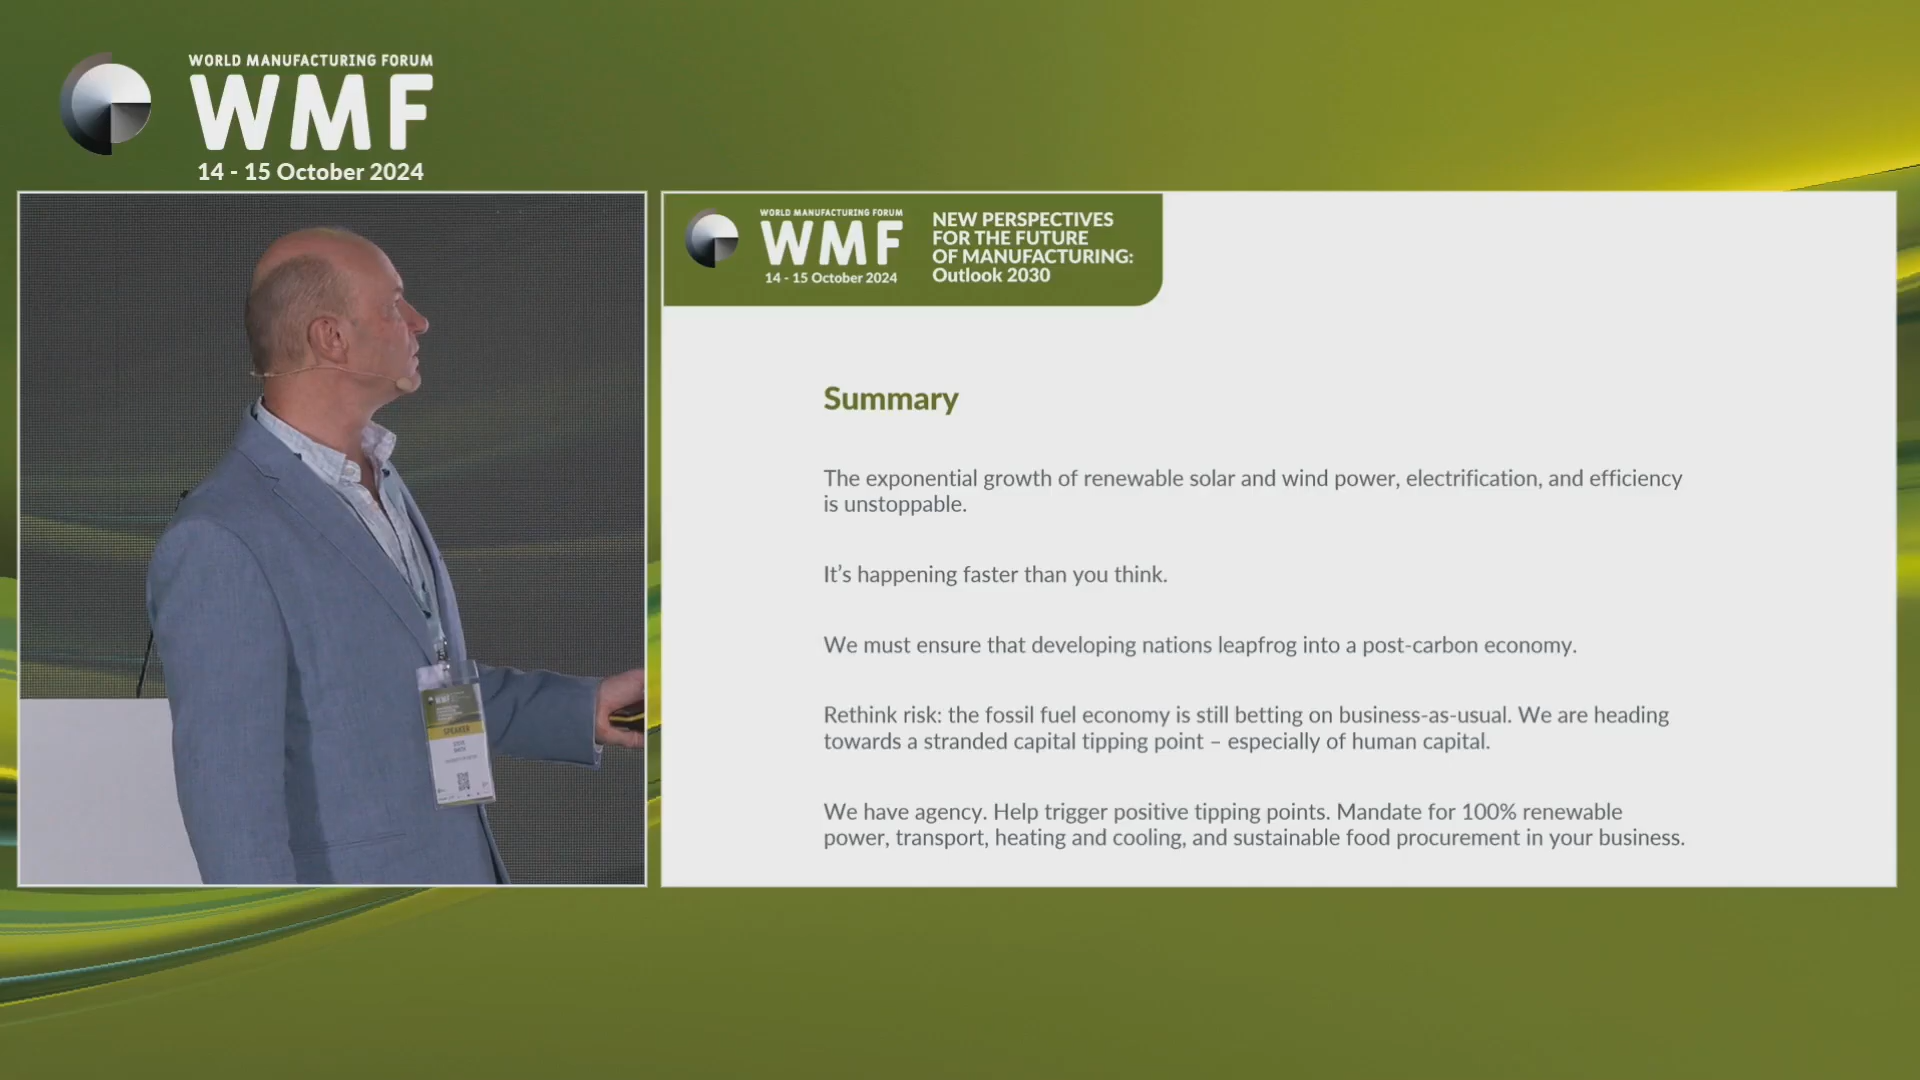 WORLD MANUFACTURING FORUM
WMF
14 - 15 October 2024
WMF
SPEAKER
WORLD MANUFACTURING FORUM
WMF
14 - 15 October 2024
NEW PERSPECTIVES
FOR THE FUTURE
OF MANUFACTURING:
Outlook 2030
Summary
The exponential growth of renewable solar and wind power, electrification, and efficiency
is unstoppable.
It’s happening faster than you think.
We must ensure that developing nations leapfrog into a post-carbon economy.
Rethink risk: the fossil fuel economy is still betting on business-as-usual. We are heading
towards a stranded capital tipping point – especially of human capital.
We have agency. Help trigger positive tipping points. Mandate for 100% renewable
power, transport, heating and cooling, and sustainable food procurement in your business.